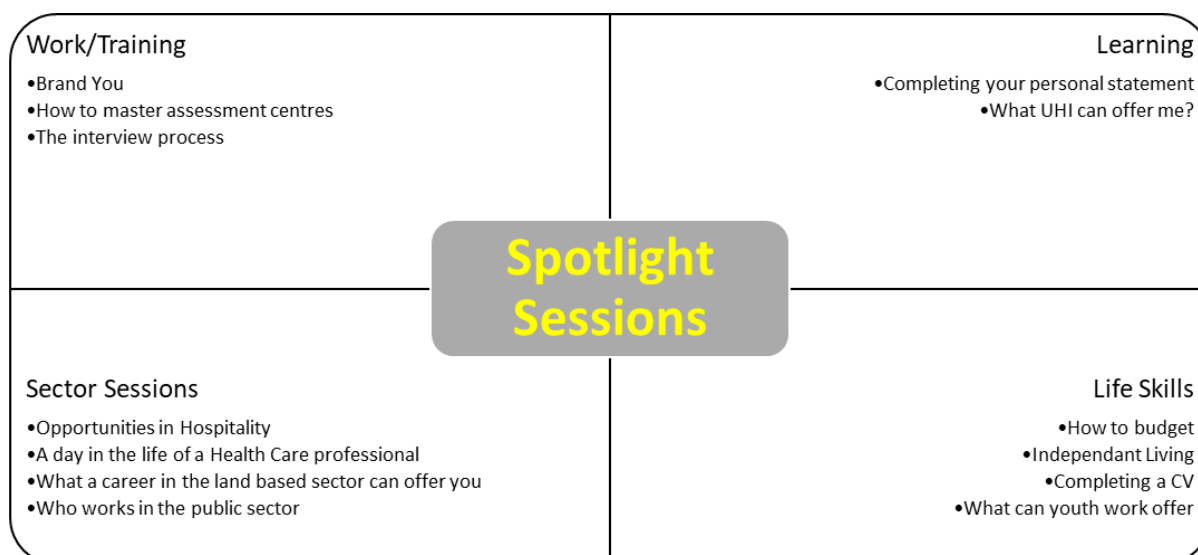 Work/Training
•Brand You
•How to master assessment centres
•The interview process
Learning
•Completing your personal statement
•What UHI can offer me?
Spotlight
Sessions
Sector Sessions
•Opportunities in Hospitality
•A day in the life of a Health Care professional
•What a career in the land based sector can offer you
•Who works in the public sector
Life Skills
•How to budget
•Independant Living
•Completing a CV
•What can youth work offer